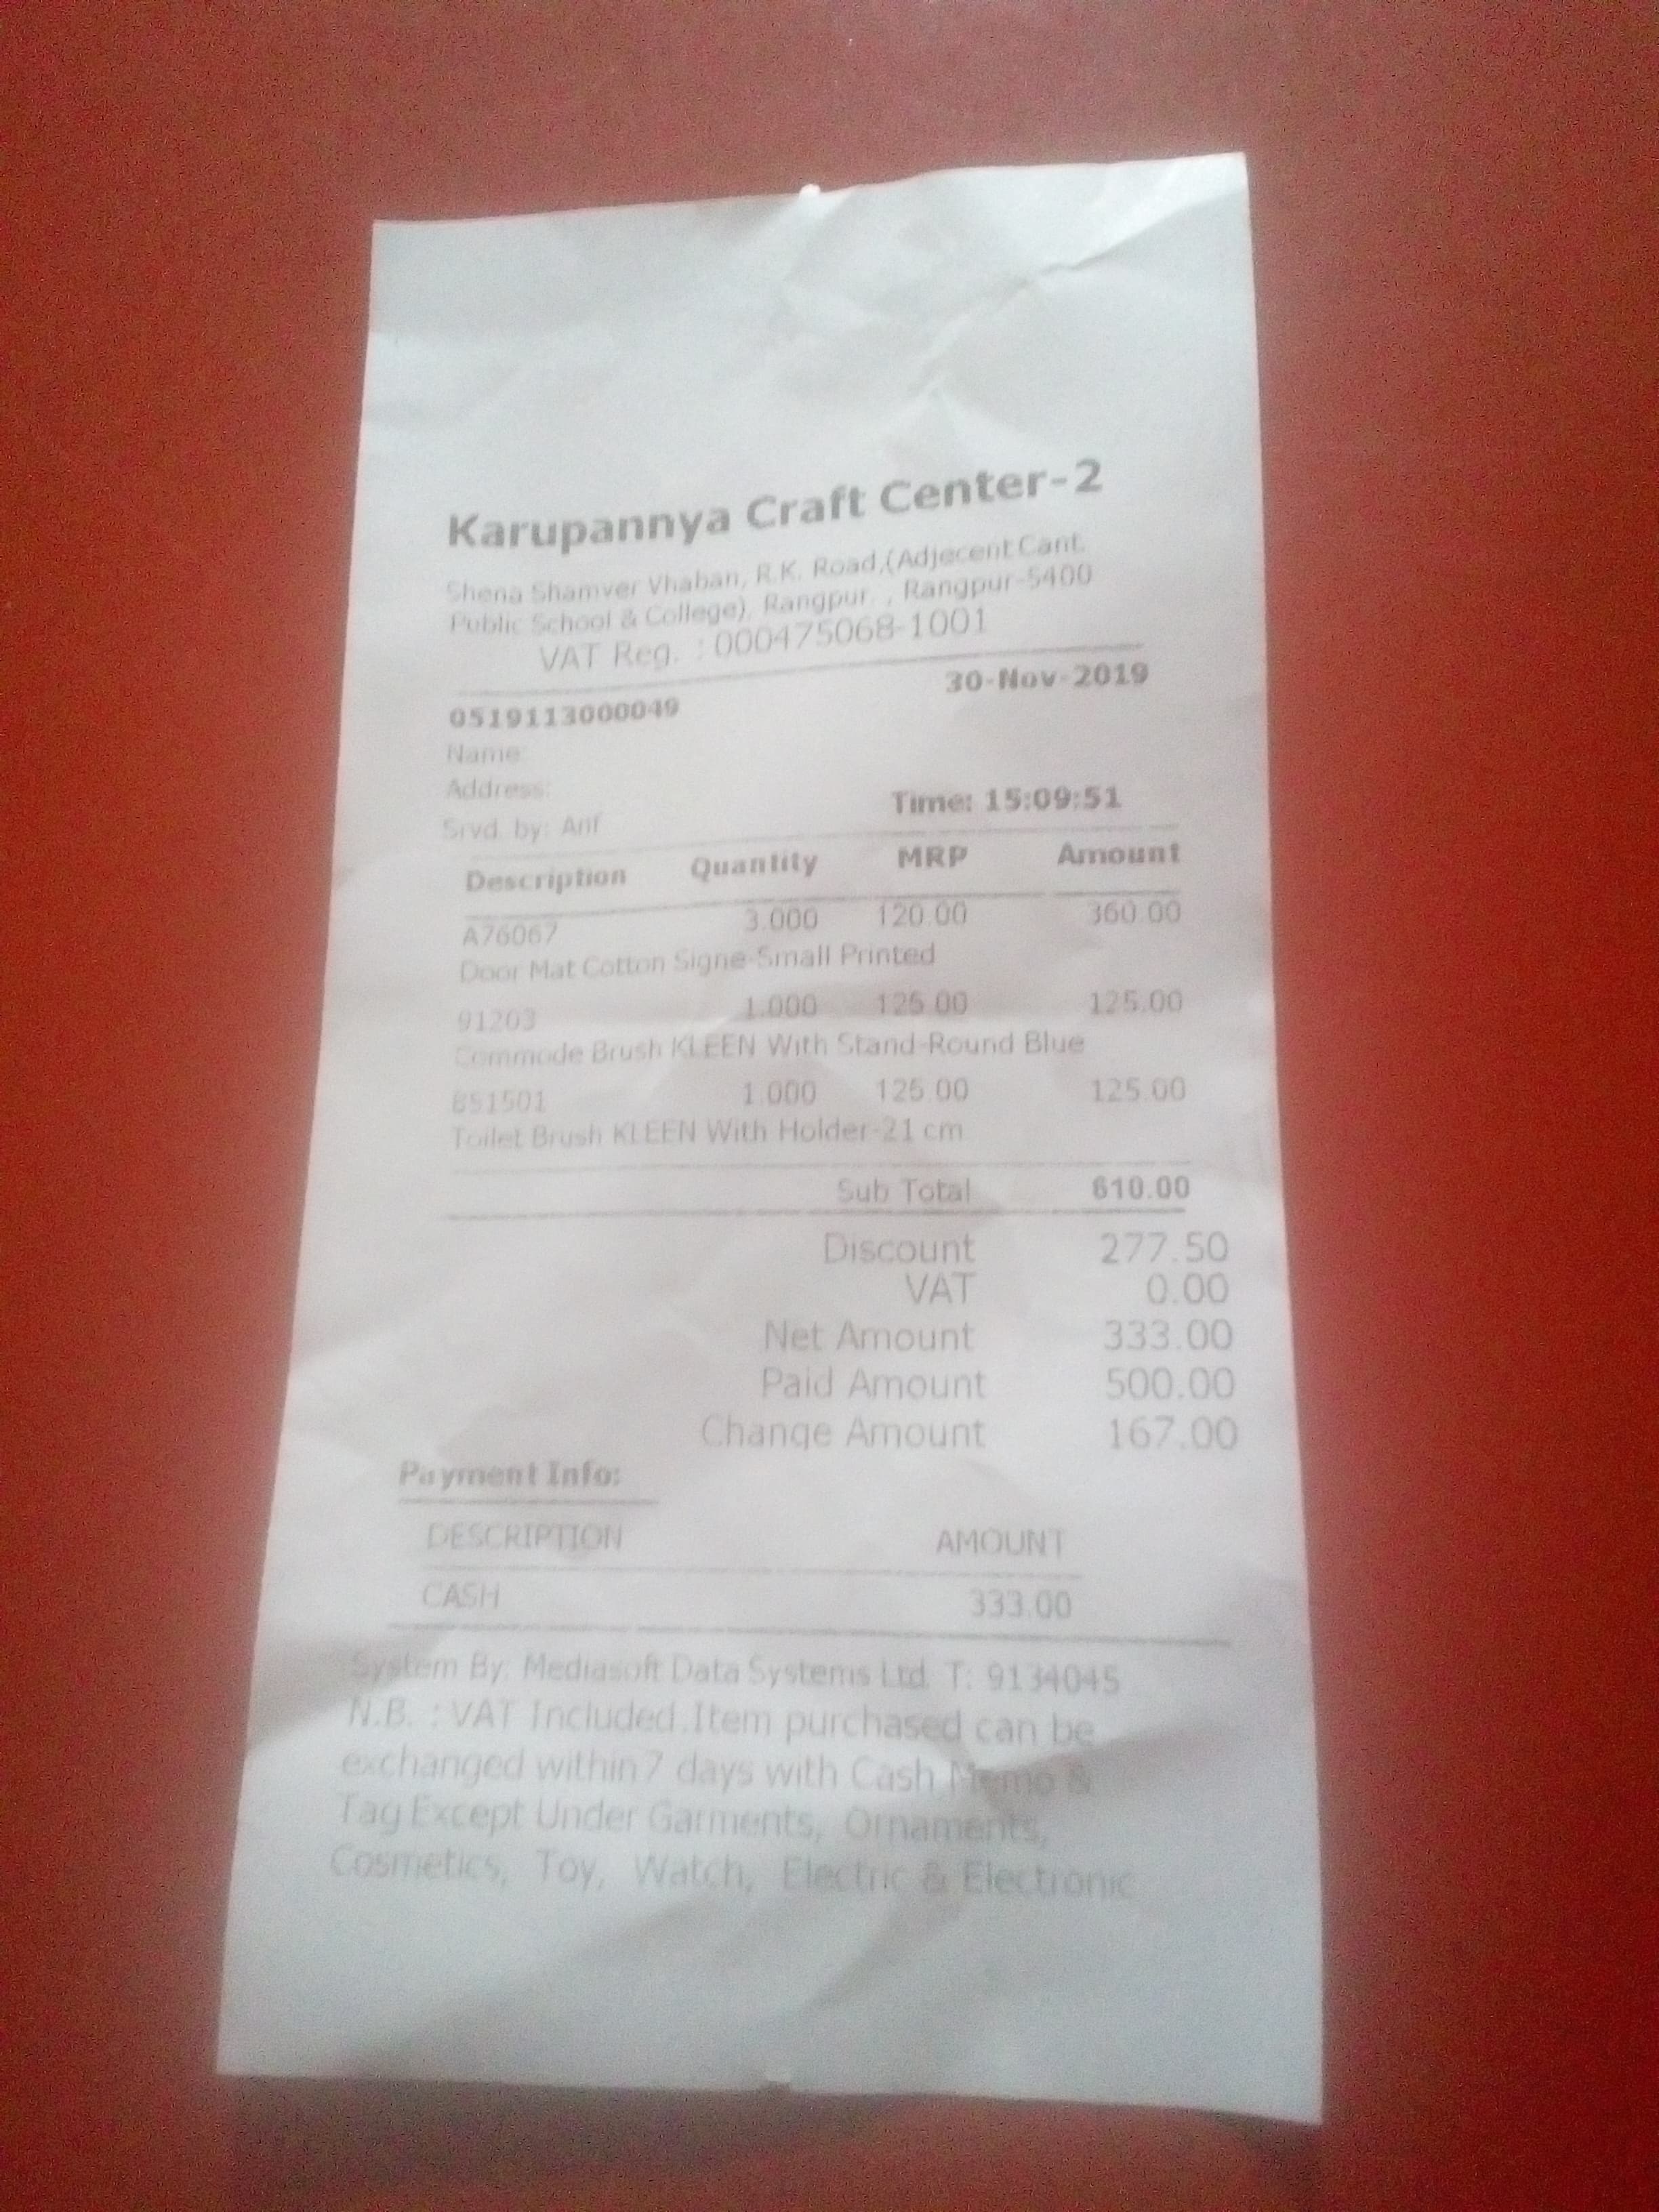 Karupannya Craft Center-2
Shena Shamver Vhaban, R.K. Road,(Adjecent Cant.
Public School & College), Rangpur. , Rangpur-5400
VAT Reg. : 000475068-1001
0519113000049 30-Nov-2019
Name:
Address:
Srvd. by: Arif Time: 15:09:51
Description Quantity MRP Amount
A76067 3.000 120.00 360.00
Door Mat Cotton Signe-Small Printed
91203 1.000 125.00 125.00
Commode Brush KLEEN With Stand-Round Blue
851501 1.000 125.00 125.00
Toilet Brush KLEEN With Holder-21 cm
Sub Total 610.00
Discount 277.50
VAT 0.00
Net Amount 333.00
Paid Amount 500.00
Change Amount 167.00
Payment Info:
DESCRIPTION AMOUNT
CASH 333.00
System By: Mediasoft Data Systems Ltd. T: 9134045
N.B. : VAT Included.Item purchased can be
exchanged within 7 days with Cash Memo &
Tag Except Under Garments, Ornaments,
Cosmetics, Toy, Watch, Electric & Electronic